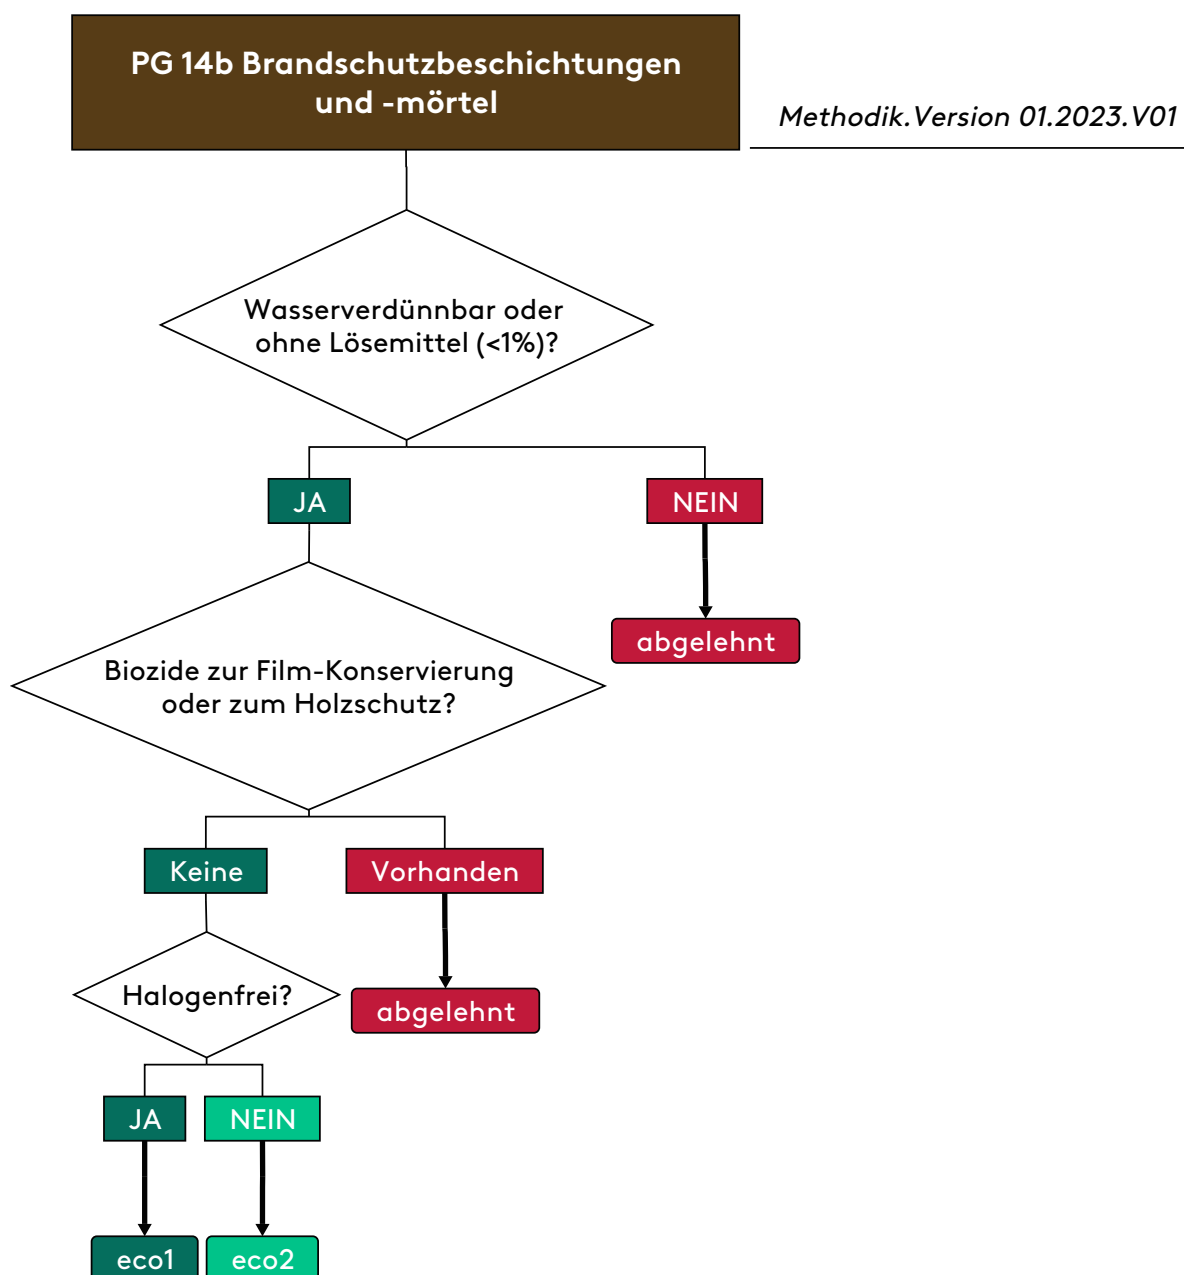 PG 14b Brandschutzbeschichtungen
und -mörtel
Methodik.Version 01.2023.V01
Wasserverdünnbar oder
ohne Lösemittel (<1%)?
JA
NEIN
abgelehnt
Biozide zur Film-Konservierung
oder zum Holzschutz?
Keine
Vorhanden
Halogenfrei?
abgelehnt
JA
NEIN
eco1
eco2